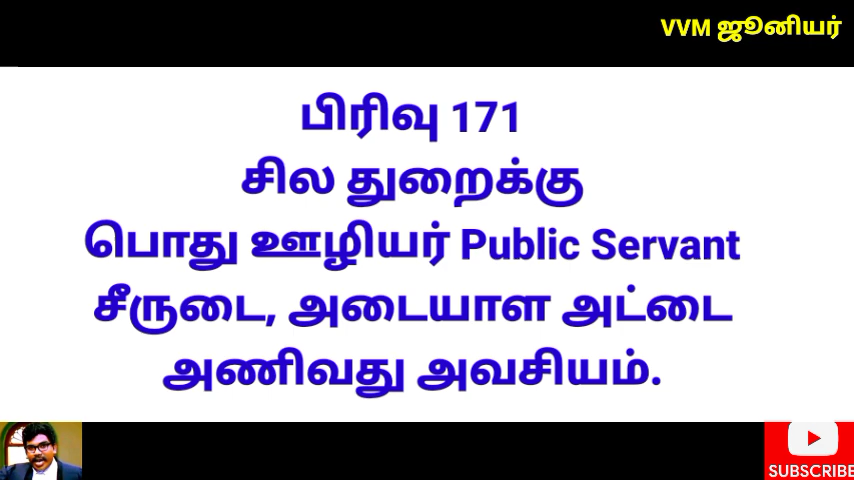 VVM ஜூனியர்
பிரிவு 171
சில துறைக்கு
பொது ஊழியர் Public Servant
சீருடை, அடையாள அட்டை
அணிவது அவசியம்.
SUBSCRIBE